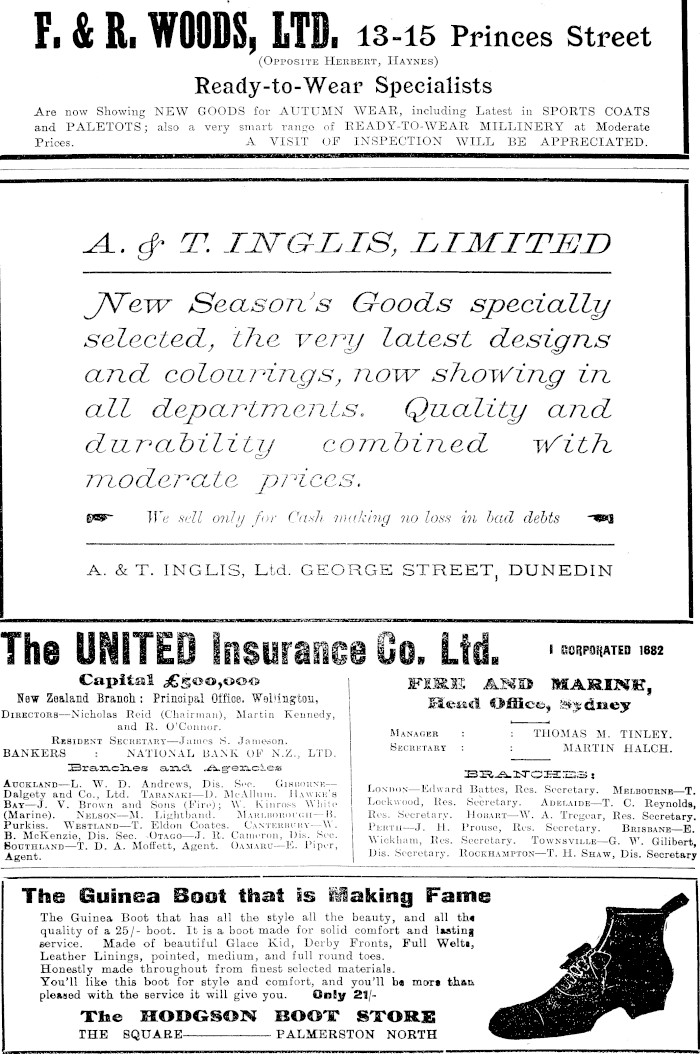 F. & R. WOODS, LTD. 13-15 Princes Street
(OPPOSITE HERBERT, HAYNES)
Ready-to-Wear Specialists
Are now Showing NEW GOODS for AUTUMN WEAR, including Latest in SPORTS COATS
and PALETOTS; also a very smart range of READY-TO-WEAR MILLINERY at Moderate
Prices. A VISIT OF INSPECTION WILL BE APPRECIATED.
A. & T. INGLIS, LIMITED
New Season's Goods specially
selected, the very latest designs
and colourings, now showing in
all departments. Quality and
durability combined with
moderate prices.
We sell only for Cash making no loss in bad debts
A. & T. INGLIS, Ltd. GEORGE STREET, DUNEDIN
The UNITED Insurance Co. Ltd. I CORPORATED 1882
Capital £500,000
New Zealand Branch: Principal Office, Wellington,
DIRECTORS—Nicholas Reid (Chairman), Martin Kennedy,
and R. O'Connor.
RESIDENT SECRETARY—James S. Jameson.
BANKERS : NATIONAL BANK OF N.Z., LTD.
Branches and Agencies
AUCKLAND—L. W. D. Andrews, Dis. Sec. GISBORNE—
Dalgety and Co., Ltd. TARANAKI—D. McAllum. HAWKE'S
BAY—J. V. Brown and Sons (Fire); W. Kinross White
(Marine). NELSON—M. Lightband. MARLBOROUGH—B.
Purkiss. WESTLAND—T. Eldon Coates. CANTERBURY—W.
B. McKenzie, Dis. Sec. OTAGO—J. R. Cameron, Dis. Sec.
SOUTHLAND—T. D. A. Moffett, Agent. OAMARU—E. Piper,
Agent.
FIRE AND MARINE,
Head Office, Sydney
MANAGER : : THOMAS M. TINLEY.
SECRETARY : : MARTIN HALCH.
BRANCHES:
LONDON—Edward Battes, Res. Secretary. MELBOURNE—T.
Lockwood, Res. Secretary. ADELAIDE—T. C. Reynolds,
Res. Secretary. HOBART—W. A. Tregear, Res. Secretary.
PERTH—J. H. Prouse, Res. Secretary. BRISBANE—E.
Wickham, Res. Secretary. TOWNSVILLE—G. W. Gilibert,
Dis. Secretary. ROCKHAMPTON—T. H. SHAW, Dis. Secretary
The Guinea Boot that is Making Fame
The Guinea Boot that has all the style all the beauty, and all the
quality of a 25/- boot. It is a boot made for solid comfort and lasting
service. Made of beautiful Glace Kid, Derby Fronts, Full Welts,
Leather Linings, pointed, medium, and full round toes.
Honestly made throughout from finest selected materials.
You'll like this boot for style and comfort, and you'll be more than
pleased with the service it will give you. Only 21/-
The HODGSON BOOT STORE
THE SQUARE——PALMERSTON NORTH